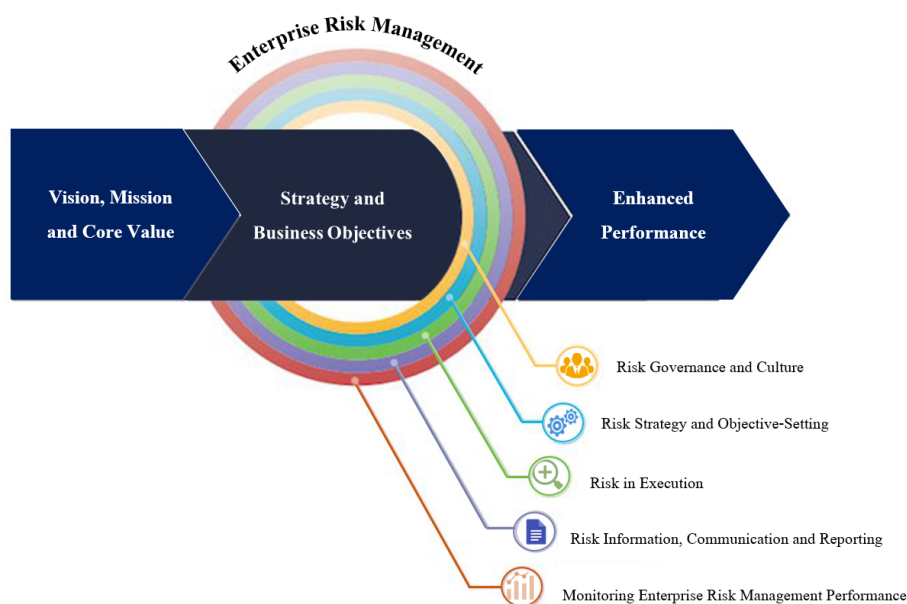 Enterprise Risk Management
Vision, Mission
and Core Value
Strategy and
Business Objectives
Enhanced
Performance
Risk Governance and Culture
Risk Strategy and Objective-Setting
Risk in Execution
Risk Information, Communication and Reporting
Monitoring Enterprise Risk Management Performance